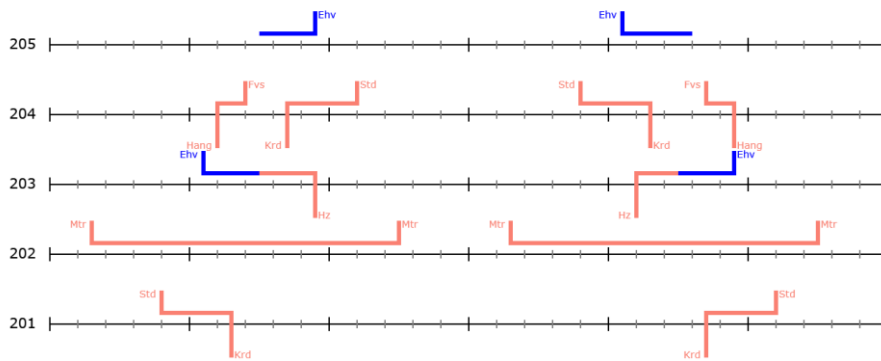 Ehv Ehv
205
Fvs Std Std Fvs
204
Hang Krd Krd Hang
Ehv Ehv
203
Mtr Mtr Hz Mtr Hz Mtr
202
Std Std
201
Krd Krd